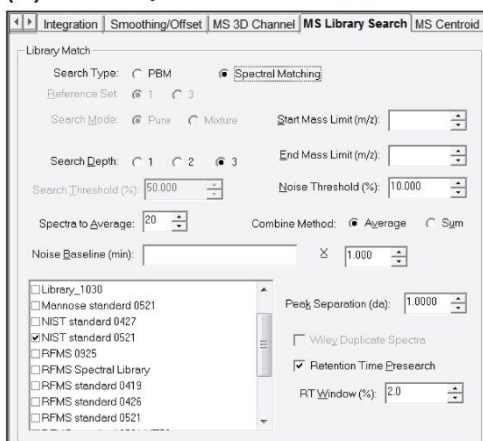 Integration Smoothing/Offset MS 3D Channel MS Library Search MS Centroid
Library Match
Search Type: PBM Spectral Matching
Reference Set: 1 3
Search Mode: Pure Mixture Start Mass Limit (m/z):
Search Depth: 1 2 3 End Mass Limit (m/z):
Search Threshold (%): 50.000 Noise Threshold (%): 10.000
Spectra to Average: 20 Combine Method: Average Sum
Noise Baseline (min): X 1.000
Library_1030
Mannose standard 0521
NIST standard 0427
NIST standard 0521
RFMS 0925
RFMS Spectral Library
RFMS standard 0419
RFMS standard 0426
RFMS standard 0521
Peak Separation (da): 1.0000
Wiley Duplicate Spectra
Retention Time Presearch
RT Window (%): 2.0